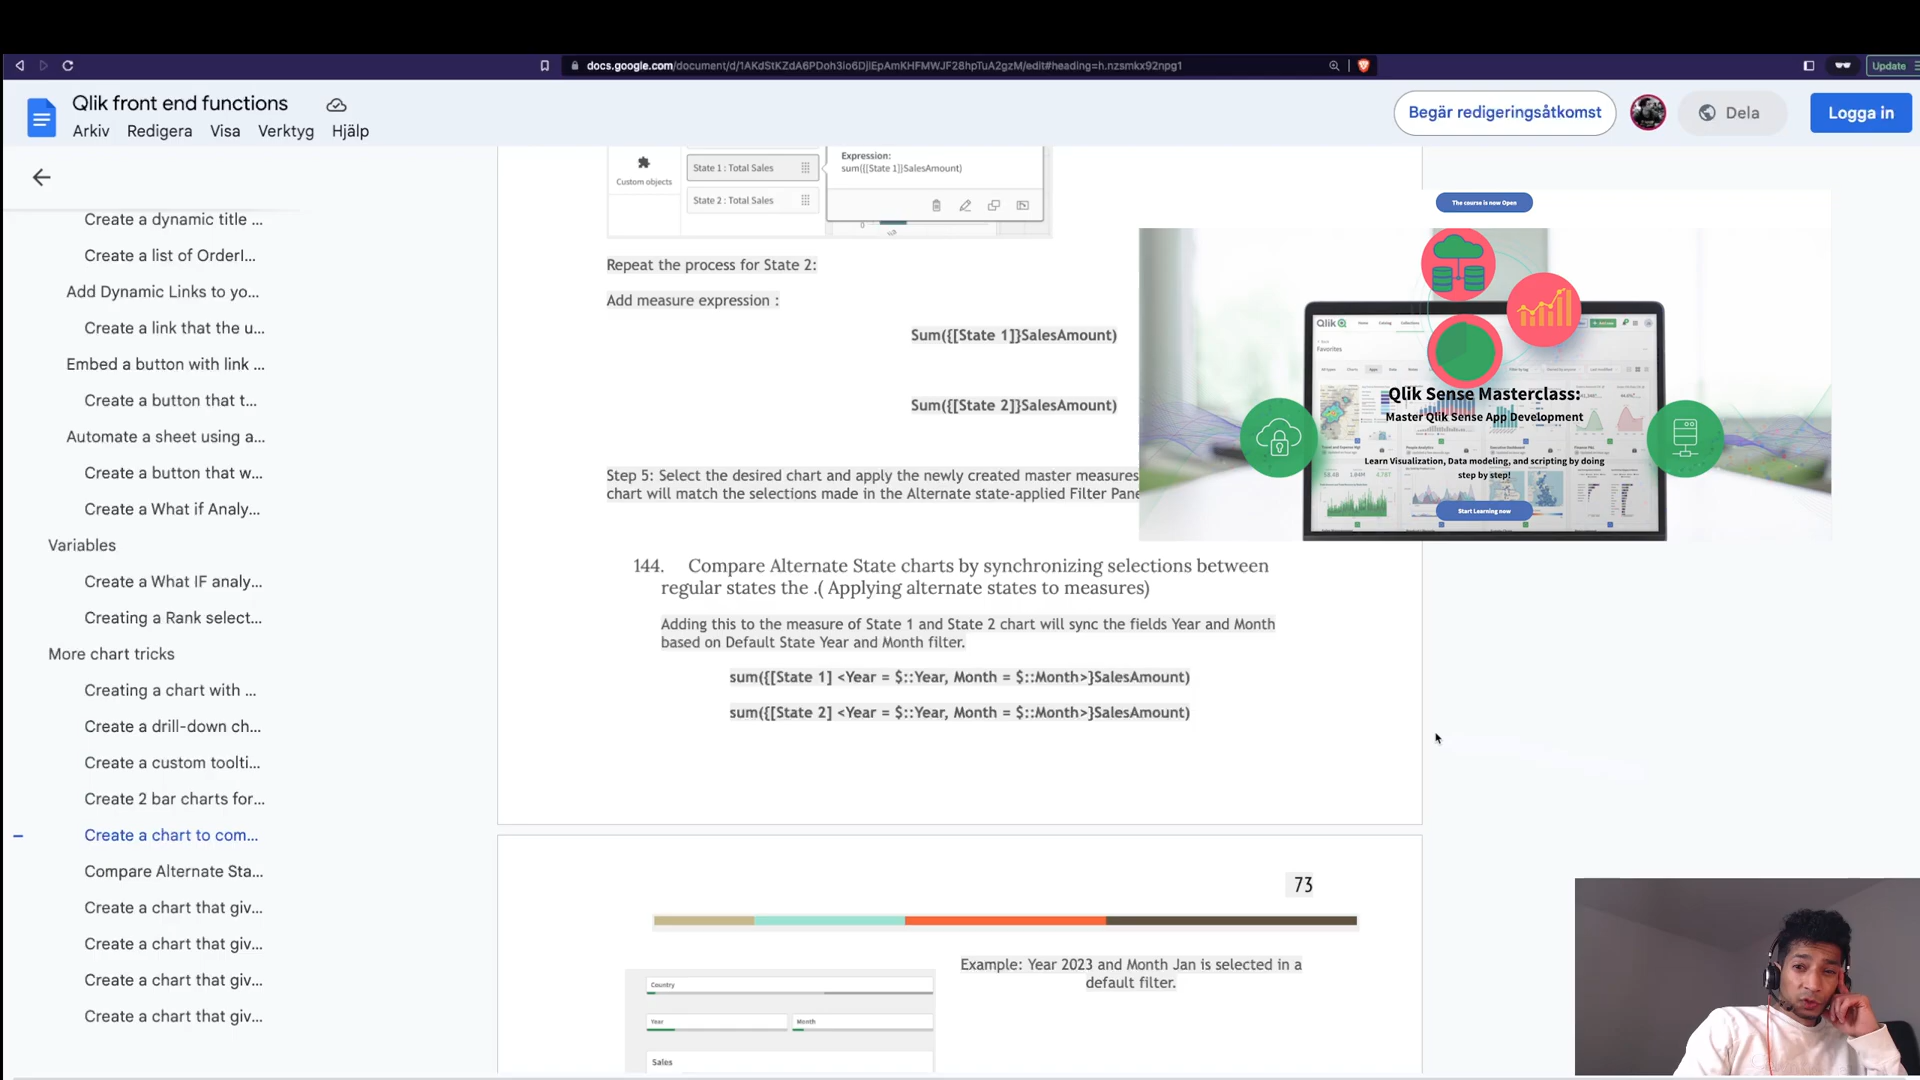 docs.google.com/document/d/1AKdStKZdA6PDoh3io6DjlEpAmKHFMWJF28hpTuA2gzM/edit#heading=h.nzsmkx92npg1
Update
Qlik front end functions
Arkiv Redigera Visa Verktyg Hjälp
Begär redigeringsåtkomst
Dela
Logga in
Create a dynamic title ...
Create a list of OrderI...
Add Dynamic Links to yo...
Create a link that the u...
Embed a button with link ...
Create a button that t...
Automate a sheet using a...
Create a button that w...
Create a What if Analy...
Variables
Create a What IF analy...
Creating a Rank select...
More chart tricks
Creating a chart with ...
Create a drill-down ch...
Create a custom toolti...
Create 2 bar charts for...
Create a chart to com...
Compare Alternate Sta...
Create a chart that giv...
Create a chart that giv...
Create a chart that giv...
Create a chart that giv...
Custom objects
State 1 : Total Sales
State 2 : Total Sales
Expression:
sum({[State 1]}SalesAmount)
Repeat the process for State 2:
Add measure expression :
Sum({[State 1]}SalesAmount)
Sum({[State 2]}SalesAmount)
Step 5: Select the desired chart and apply the newly created master measures
chart will match the selections made in the Alternate state-applied Filter Pane
144. Compare Alternate State charts by synchronizing selections between
regular states the .( Applying alternate states to measures)
Adding this to the measure of State 1 and State 2 chart will sync the fields Year and Month
based on Default State Year and Month filter.
sum({[State 1] <Year = $::Year, Month = $::Month>}SalesAmount)
sum({[State 2] <Year = $::Year, Month = $::Month>}SalesAmount)
73
Example: Year 2023 and Month Jan is selected in a
default filter.
Country
Year Month
Sales
The course is now Open
Qlik
Favorites
Qlik Sense Masterclass:
Master Qlik Sense App Development
Learn Visualization, Data modeling, and scripting by doing
step by step!
Start Learning now